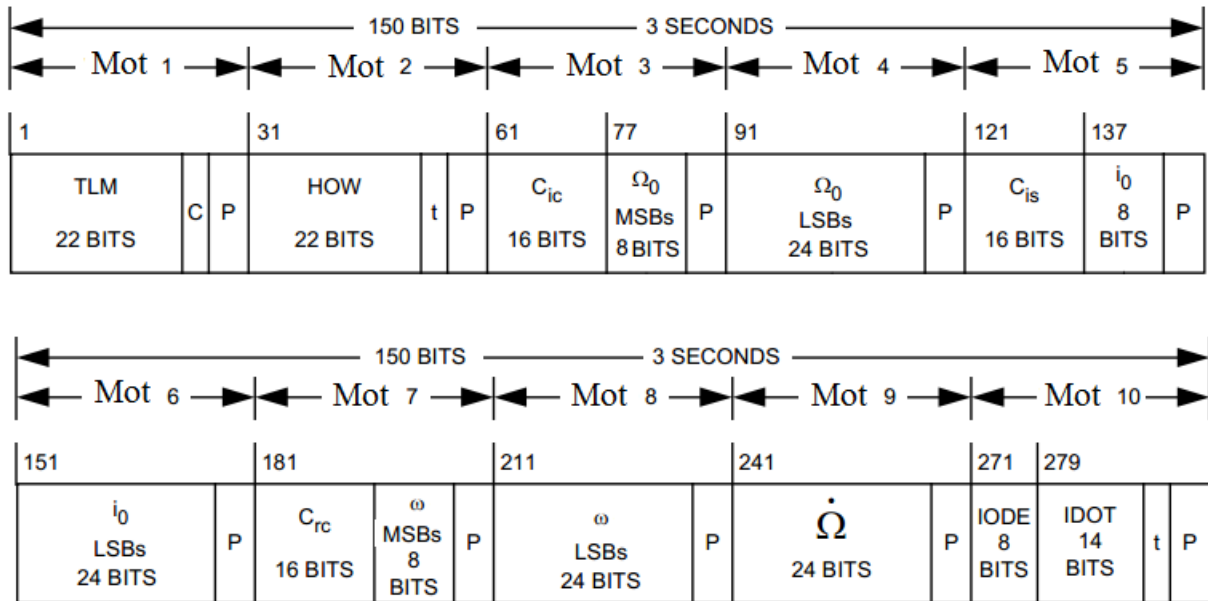 150 BITS 3 SECONDS
Mot 1 Mot 2 Mot 3 Mot 4 Mot 5
1 31 61 77 91 121 137
TLM
22 BITS
C
P
HOW
22 BITS
t
P
C_ic
16 BITS
Ω₀
MSBs
8 BITS
P
Ω₀
LSBs
24 BITS
P
C_is
16 BITS
i₀
8
BITS
P
150 BITS 3 SECONDS
Mot 6 Mot 7 Mot 8 Mot 9 Mot 10
151 181 211 241 271 279
i₀
LSBs
24 BITS
P
C_rc
16 BITS
ω
MSBs
8
BITS
P
ω
LSBs
24 BITS
P
Ω̇
24 BITS
P
IODE
8
BITS
IDOT
14
BITS
t
P